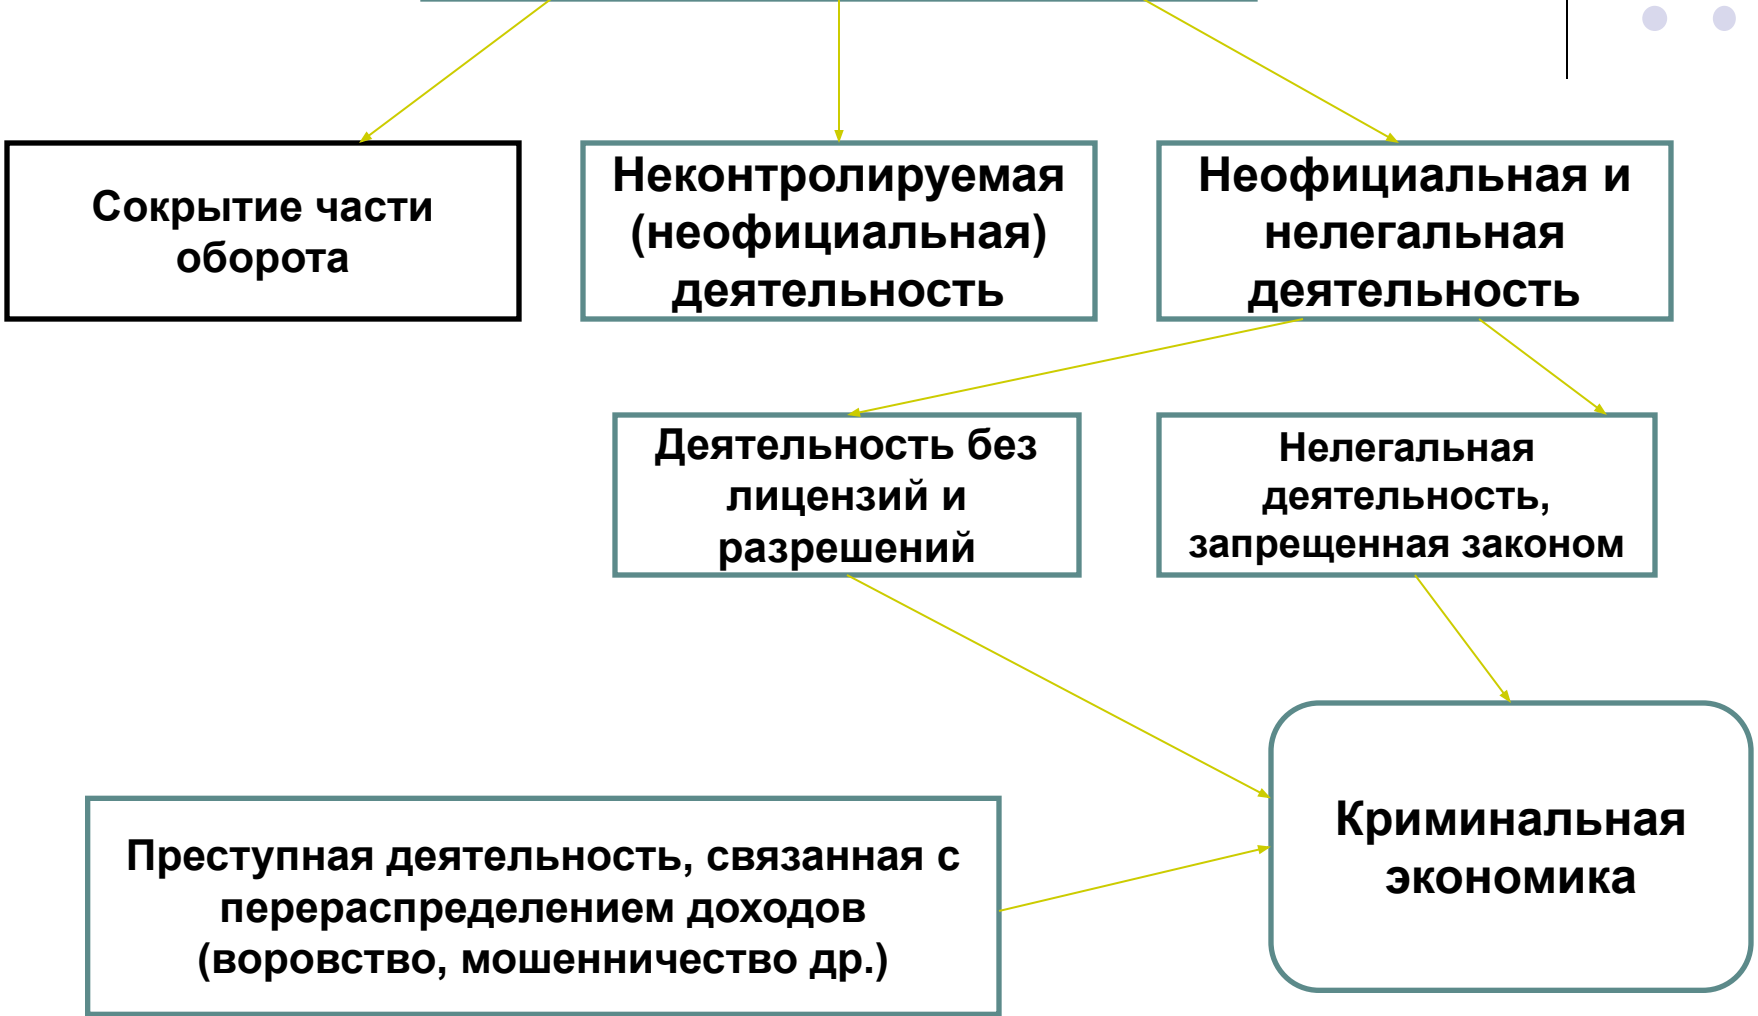 Сокрытие части
оборота
Неконтролируемая
(неофициальная)
деятельность
Неофициальная и
нелегальная
деятельность
Деятельность без
лицензий и
разрешений
Нелегальная
деятельность,
запрещенная законом
Преступная деятельность, связанная с
перераспределением доходов
(воровство, мошенничество др.)
Криминальная
экономика